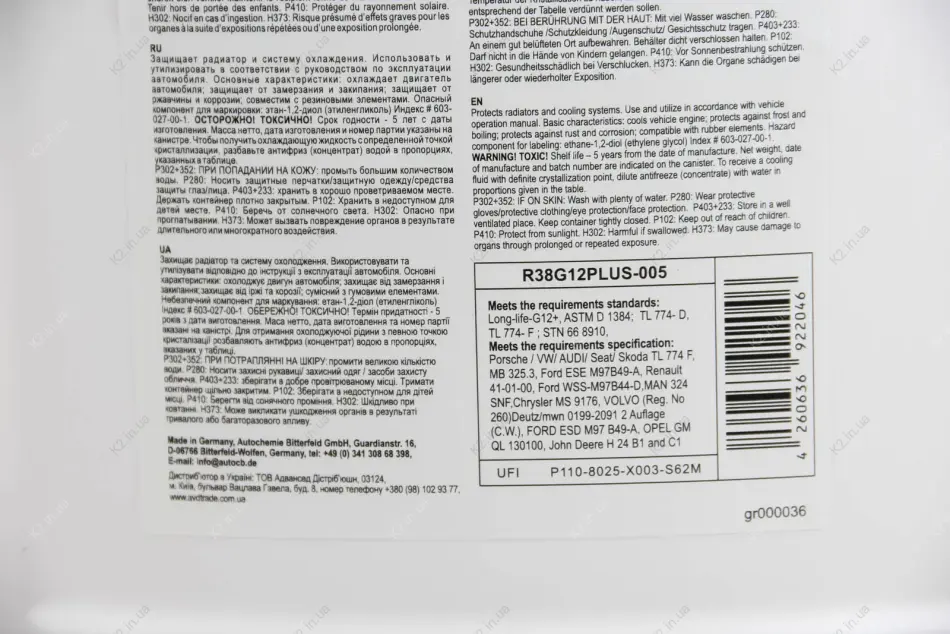 Tenir hors de portée des enfants. P410: Protéger du rayonnement solaire.
H302: Nocif en cas d'ingestion. H373: Risque présumé d'effets graves pour les
organes à la suite d'expositions répétées ou d'une exposition prolongée.
RU
Защищает радиатор и систему охлаждения. Использовать и
утилизировать в соответствии с руководством по эксплуатации
автомобиля. Основные характеристики: охлаждает двигатель
автомобиля; защищает от замерзания и закипания; защищает от
ржавчины и коррозии; совместим с резиновыми элементами. Опасный
компонент для маркировки: этан-1,2-диол (этиленгликоль) Индекс # 603-
027-00-1. ОСТОРОЖНО! ТОКСИЧНО! Срок годности - 5 лет с даты
изготовления. Масса нетто, дата изготовления и номер партии указаны на
канистре. Чтобы получить охлаждающую жидкость с определенной точкой
кристаллизации, разбавьте антифриз (концентрат) водой в пропорциях,
указанных в таблице.
P302+352: ПРИ ПОПАДАНИИ НА КОЖУ: промыть большим количеством
воды. P280: Носить защитные перчатки/защитную одежду/средства
защиты глаз/лица. P403+233: хранить в хорошо проветриваемом месте.
Держать контейнер плотно закрытым. P102: Хранить в недоступном для
детей месте. P410: Беречь от солнечного света. H302: Опасно при
проглатывании. H373: Может вызвать повреждение органов в результате
длительного или многократного воздействия.
UA
Захищає радіатор та систему охолодження. Використовувати та
утилізувати відповідно до інструкції з експлуатації автомобіля. Основні
характеристики: охолоджує двигун автомобіля; захищає від замерзання і
закипання; захищає від іржі та корозії; сумісний з гумовими елементами.
Небезпечний компонент для маркування: етан-1,2-діол (етиленгліколь)
Індекс # 603-027-00-1 ОБЕРЕЖНО! ТОКСИЧНО! Термін придатності - 5
років з дати виготовлення. Маса нетто, дата виготовлення та номер партії
вказані на каністрі. Для отримання охолоджуючої рідини з певною точкою
кристалізації розбавляють антифриз (концентрат) водою в пропорціях,
вказаних у таблиці.
P302+352: ПРИ ПОТРАПЛЯННІ НА ШКІРУ: промити великою кількістю
води. P280: Носити захисні рукавиці/ захисний одяг / засоби захисту
обличчя. P403+233: зберігати в добре провітрюваному місці. Тримати
контейнер щільно закритим. P102: Зберігати в недоступном для дітей
місці. P410: Берегти від сонячного проміння. H302: Шкідливо при
ковтанні. H373: Може викликати ушкодження органів в результаті
тривалого або багаторазового впливу.
Made in Germany, Autochemie Bitterfeld GmbH, Guardianstr. 16,
D-06766 Bitterfeld-Wolfen, Germany, tel: +49 (0) 341 308 68 398,
E-mail: info@autocb.de
Дистриб'ютор в Україні: ТОВ Адвансед Дістріб'юшн, 03124,
м. Київ, бульвар Вацлава Гавела, буд. 8, номер телефону +380 (98) 102 93 77,
www.avdtrade.com.ua
entsprechend der Tabelle verdünnt werden sollen.
P302+352: BEI BERÜHRUNG MIT DER HAUT: Mit viel Wasser waschen. P280:
Schutzhandschuhe /Schutzkleidung /Augenschutz/ Gesichtsschutz tragen. P403+233:
An einem gut belüfteten Ort aufbewahren. Behälter dicht verschlossen halten. P102:
Darf nicht in die Hände von Kindern gelangen. P410: Vor Sonnenbestrahlung schützen.
H302: Gesundheitsschädlich bei Verschlucken. H373: Kann die Organe schädigen bei
längerer oder wiederholter Exposition.
EN
Protects radiators and cooling systems. Use and utilize in accordance with vehicle
operation manual. Basic characteristics: cools vehicle engine; protects against frost and
boiling; protects against rust and corrosion; compatible with rubber elements. Hazard
component for labeling: ethane-1,2-diol (ethylene glycol) Index # 603-027-00-1.
WARNING! TOXIC! Shelf life – 5 years from the date of manufacture. Net weight, date
of manufacture and batch number are indicated on the canister. To receive a cooling
fluid with definite crystallization point, dilute antifreeze (concentrate) with water in
proportions given in the table.
P302+352: IF ON SKIN: Wash with plenty of water. P280: Wear protective
gloves/protective clothing/eye protection/face protection. P403+233: Store in a well
ventilated place. Keep container tightly closed. P102: Keep out of reach of children.
P410: Protect from sunlight. H302: Harmful if swallowed. H373: May cause damage to
organs through prolonged or repeated exposure.
R38G12PLUS-005
Meets the requirements standards:
Long-life-G12+, ASTM D 1384; TL 774- D,
TL 774- F ; STN 66 8910,
Meets the requirements specification:
Porsche / VW/ AUDI/ Seat/ Skoda TL 774 F,
MB 325.3, Ford ESE M97B49-A, Renault
41-01-00, Ford WSS-M97B44-D,MAN 324
SNF,Chrysler MS 9176, VOLVO (Reg. No
260)Deutz/mwn 0199-2091 2 Auflage
(C.W.), FORD ESD M97 B49-A. OPEL GM
QL 130100, John Deere H 24 B1 and C1
UFI P110-8025-X003-S62M
4 260636 922046
gr000036
K2.in.ua